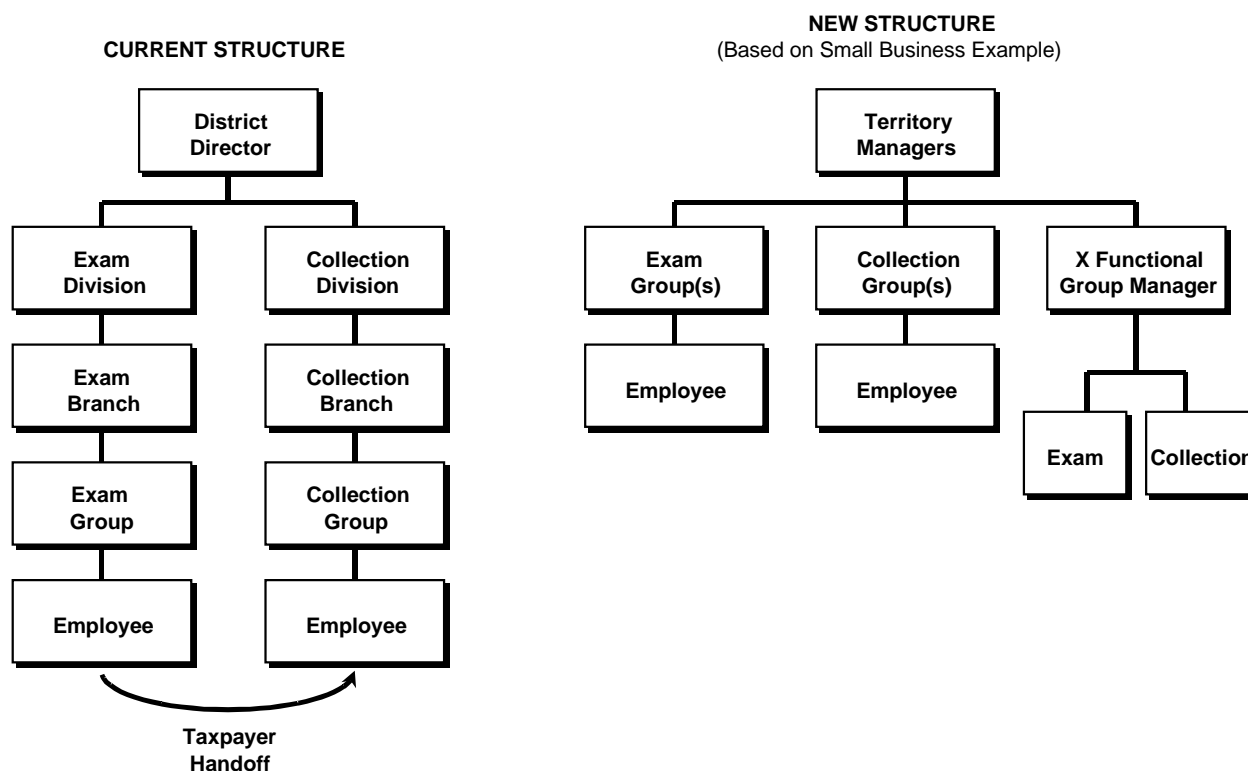 CURRENT STRUCTURE
District
Director
Exam
Division
Collection
Division
Exam
Branch
Collection
Branch
Exam
Group
Collection
Group
Employee
Employee
Taxpayer
Handoff
NEW STRUCTURE
(Based on Small Business Example)
Territory
Managers
Exam
Group(s)
Collection
Group(s)
X Functional
Group Manager
Employee
Employee
Exam
Collection